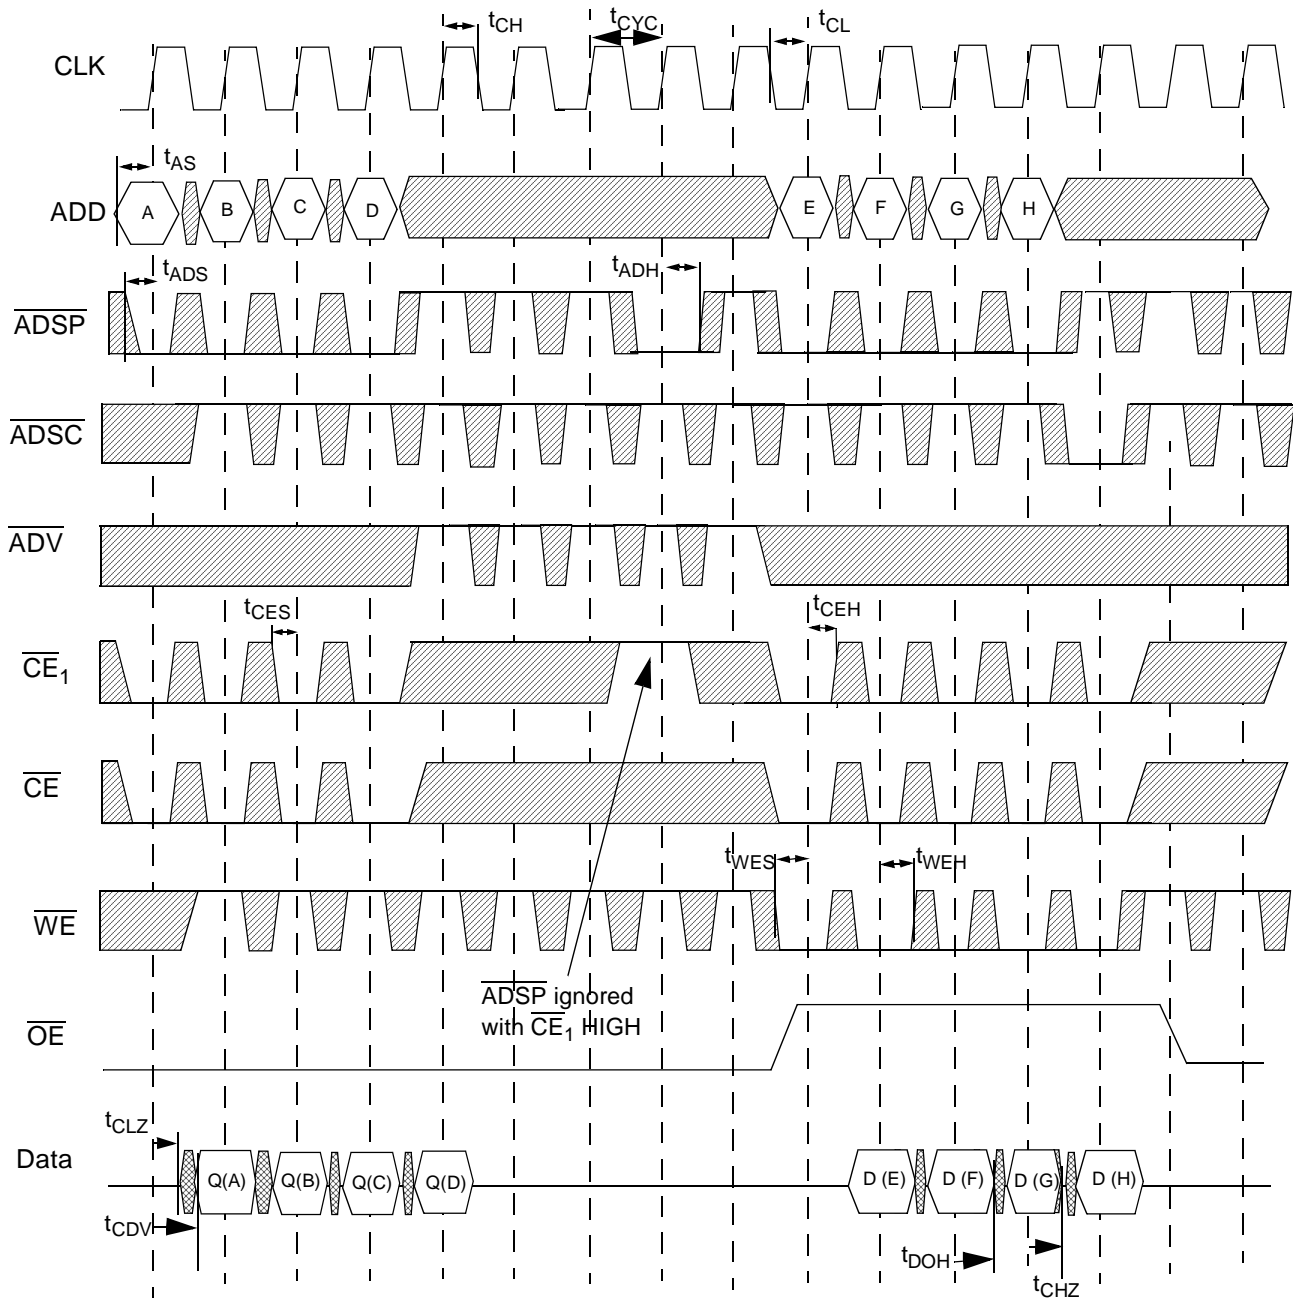 tCH tCYC tCL
CLK
tAS
ADD A B C D E F G H
tADS tADH
ADSP
ADSC
ADV
tCES tCEH
CE1
CE
tWES tWEH
WE
ADSP ignored
with CE1 HIGH
OE
tCLZ
Data Q(A) Q(B) Q(C) Q(D) D (E) D (F) D (G) D (H)
tCDV
tDOH
tCHZ